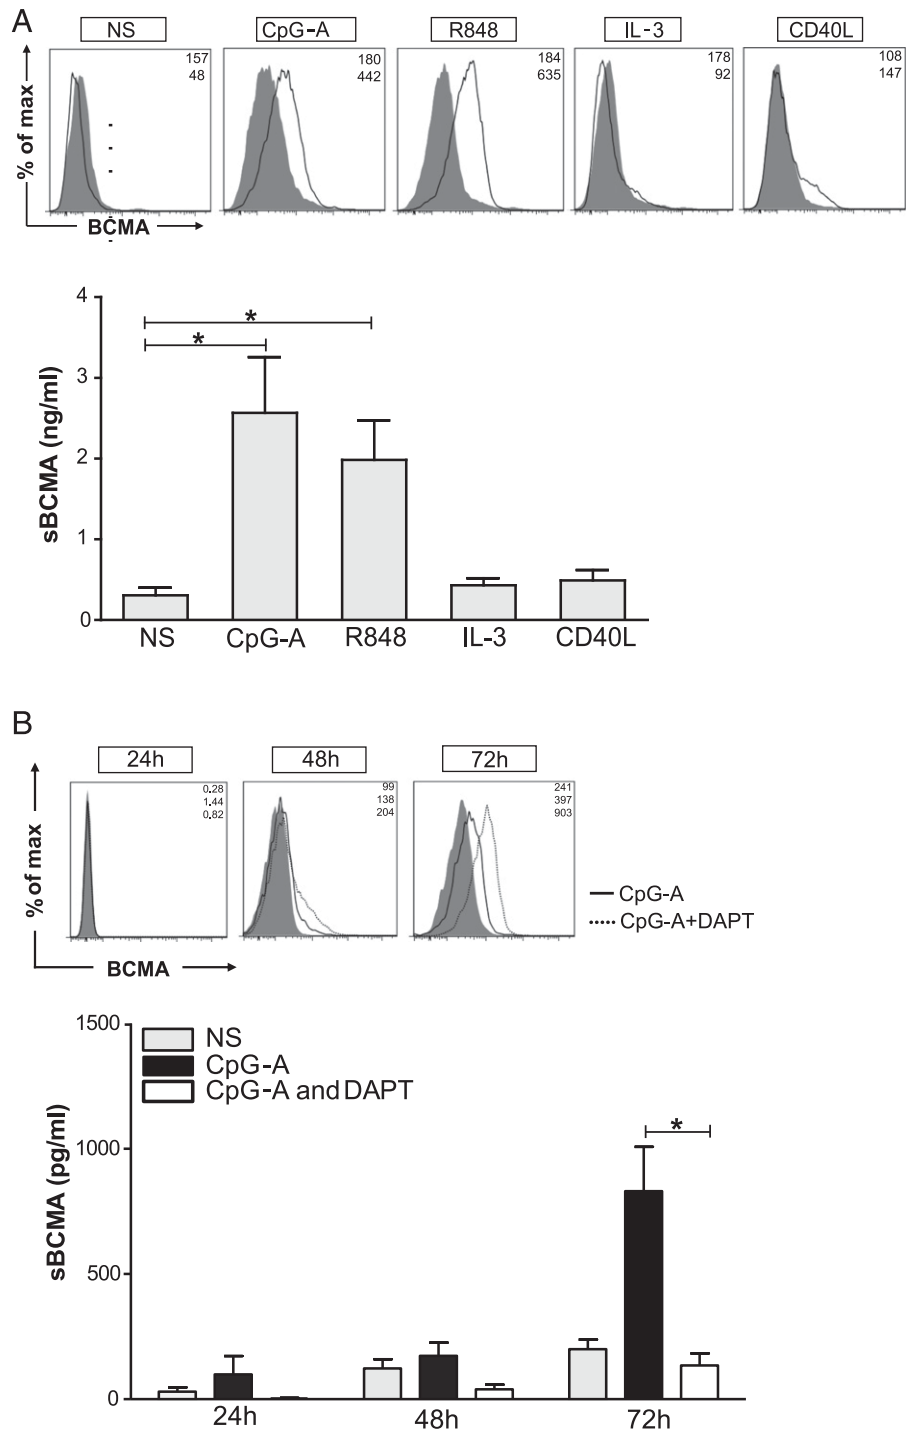 A
NS
CpG-A
R848
IL-3
CD40L
157
48
180
442
184
635
178
92
108
147
% of max
BCMA
4
3
2
1
0
sBCMA (ng/ml)
*
*
NS
CpG-A
R848
IL-3
CD40L
B
24h
48h
72h
0.28
1.44
0.82
99
138
204
241
397
903
% of max
BCMA
CpG-A
CpG-A+DAPT
1500
1000
500
0
sBCMA (pg/ml)
NS
CpG-A
CpG-A and DAPT
*
24h
48h
72h